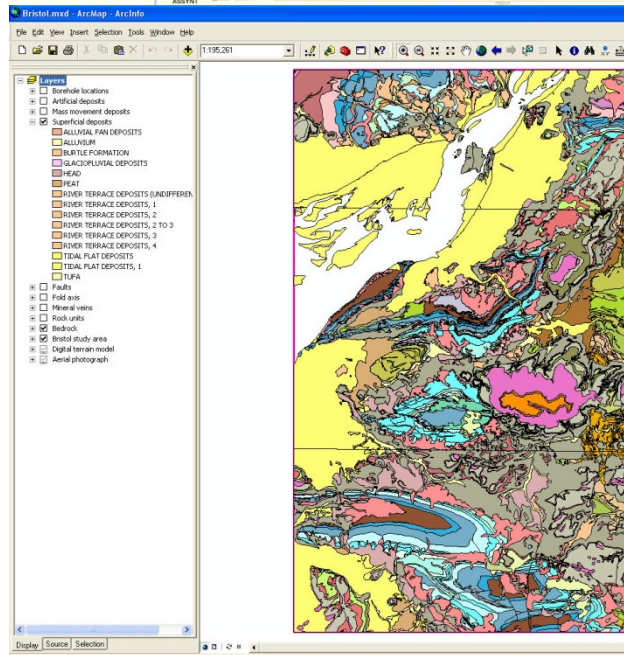 ASSYNT
Bristol.mxd - ArcMap - ArcInfo
File Edit View Insert Selection Tools Window Help
1:195,261
Layers
Borehole locations
Artificial deposits
Mass movement deposits
Superficial deposits
ALLUVIAL FAN DEPOSITS
ALLUVIUM
BURTLE FORMATION
GLACIOFLUVIAL DEPOSITS
HEAD
PEAT
RIVER TERRACE DEPOSITS (UNDIFFEREN
RIVER TERRACE DEPOSITS, 1
RIVER TERRACE DEPOSITS, 2
RIVER TERRACE DEPOSITS, 2 TO 3
RIVER TERRACE DEPOSITS, 3
RIVER TERRACE DEPOSITS, 4
TIDAL FLAT DEPOSITS
TIDAL FLAT DEPOSITS, 1
TUFA
Faults
Fold axis
Mineral veins
Rock units
Bedrock
Bristol study area
Digital terrain model
Aerial photograph
Display Source Selection